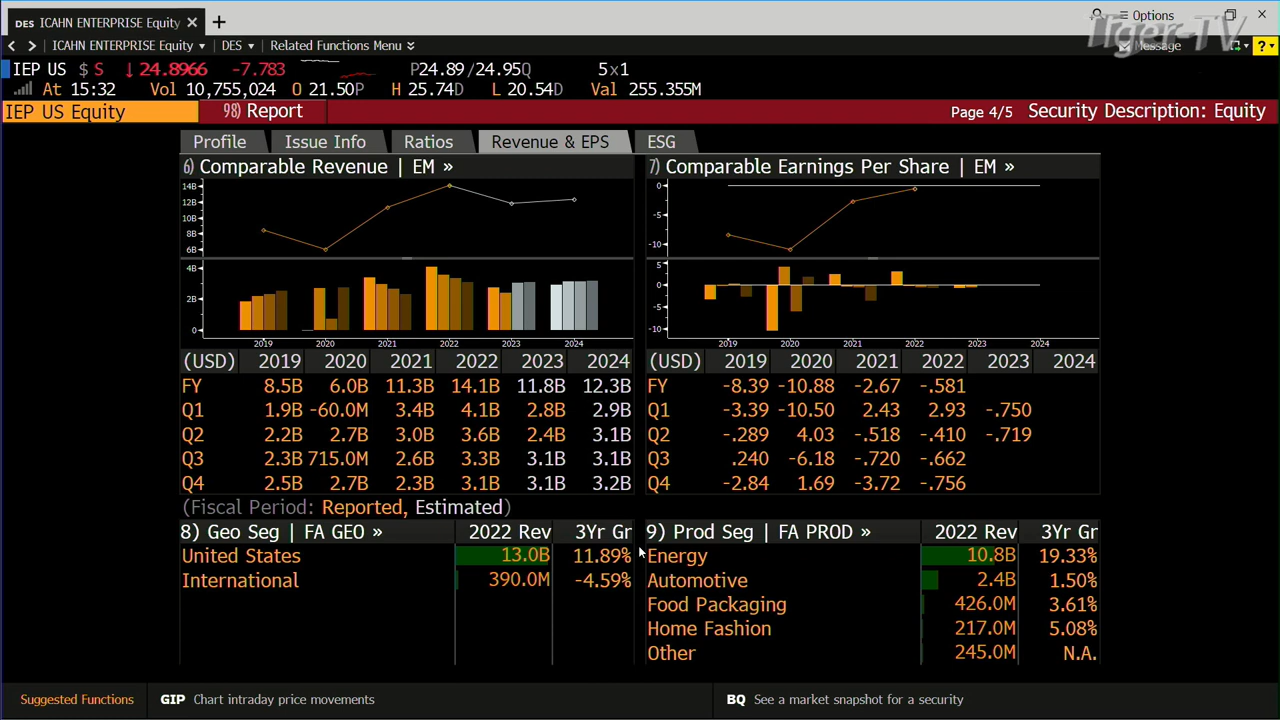 DES ICAHN ENTERPRISE Equity × +
Options
Tiger-TV
< > ICAHN ENTERPRISE Equity DES Related Functions Menu Message ?
IEP US $ S ↓24.8966 -7.783 P24.89/24.95Q 5x1
At 15:32 Vol 10,755,024 O 21.50P H 25.74D L 20.54D Val 255.355M
IEP US Equity 98) Report Page 4/5 Security Description: Equity
Profile Issue Info Ratios Revenue & EPS ESG
6) Comparable Revenue | EM »
14B
12B
10B
8B
6B
4B
2B
0
2019 2020 2021 2022 2023 2024
(USD) 2019 2020 2021 2022 2023 2024
FY 8.5B 6.0B 11.3B 14.1B 11.8B 12.3B
Q1 1.9B -60.0M 3.4B 4.1B 2.8B 2.9B
Q2 2.2B 2.7B 3.0B 3.6B 2.4B 3.1B
Q3 2.3B 715.0M 2.6B 3.3B 3.1B 3.1B
Q4 2.5B 2.7B 2.3B 3.1B 3.1B 3.2B
(Fiscal Period: Reported, Estimated)
7) Comparable Earnings Per Share | EM »
0
-5
-10
5
0
-5
-10
2019 2020 2021 2022 2023 2024
(USD) 2019 2020 2021 2022 2023 2024
FY -8.39 -10.88 -2.67 -.581
Q1 -3.39 -10.50 2.43 2.93 -.750
Q2 -.289 4.03 -.518 -.410 -.719
Q3 .240 -6.18 -.720 -.662
Q4 -2.84 1.69 -3.72 -.756
8) Geo Seg | FA GEO » 2022 Rev 3Yr Gr
United States 13.0B 11.89%
International 390.0M -4.59%
9) Prod Seg | FA PROD » 2022 Rev 3Yr Gr
Energy 10.8B 19.33%
Automotive 2.4B 1.50%
Food Packaging 426.0M 3.61%
Home Fashion 217.0M 5.08%
Other 245.0M N.A.
Suggested Functions GIP Chart intraday price movements BQ See a market snapshot for a security